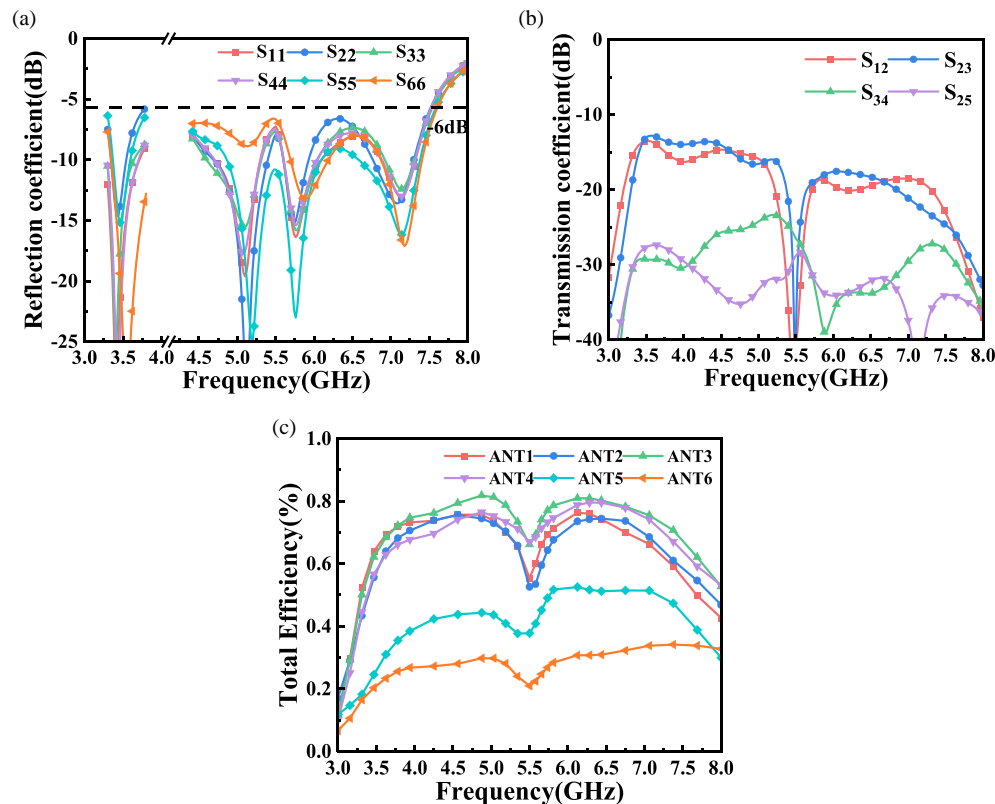 (a)
0
-5
-10
-15
-20
-25
Reflection coefficient(dB)
S11 S22 S33
S44 S55 S66
-6dB
3.0 3.5 4.0 5.0 5.5 6.0 6.5 7.0 7.5 8.0
Frequency(GHz)
(b)
0
-10
-20
-30
-40
Transmission coefficient(dB)
S12 S23
S34 S25
3.0 3.5 4.0 4.5 5.0 5.5 6.0 6.5 7.0 7.5 8.0
Frequency(GHz)
(c)
1.0
0.8
0.6
0.4
0.2
0.0
Total Efficiency(%)
ANT1 ANT2 ANT3
ANT4 ANT5 ANT6
3.0 3.5 4.0 4.5 5.0 5.5 6.0 6.5 7.0 7.5 8.0
Frequency(GHz)